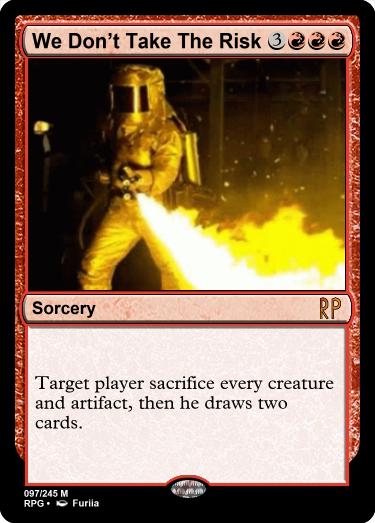 We Don't Take The Risk 3
Sorcery RP
Target player sacrifice every creature
and artifact, then he draws two
cards.
097/245 M
RPG • Furiia